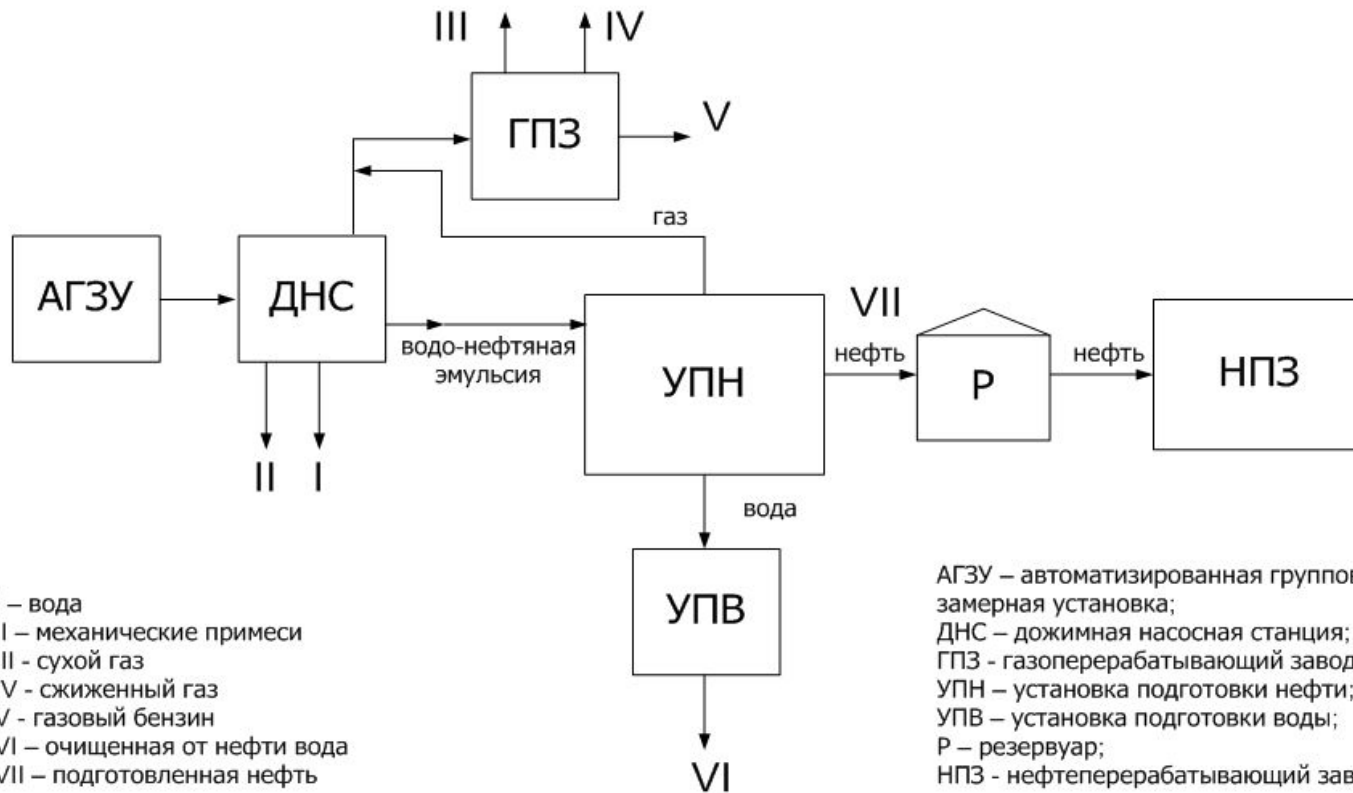 III
IV
ГПЗ
V
газ
АГЗУ
ДНС
VII
водо-нефтяная
эмульсия
УПН
нефть
Р
нефть
НПЗ
II
I
вода
УПВ
VI
– вода
I – механические примеси
II - сухой газ
V - сжиженный газ
V - газовый бензин
VI – очищенная от нефти вода
VII – подготовленная нефть
АГЗУ – автоматизированная группов
замерная установка;
ДНС – дожимная насосная станция;
ГПЗ - газоперерабатывающий завод
УПН – установка подготовки нефти;
УПВ – установка подготовки воды;
Р – резервуар;
НПЗ - нефтеперерабатывающий зав